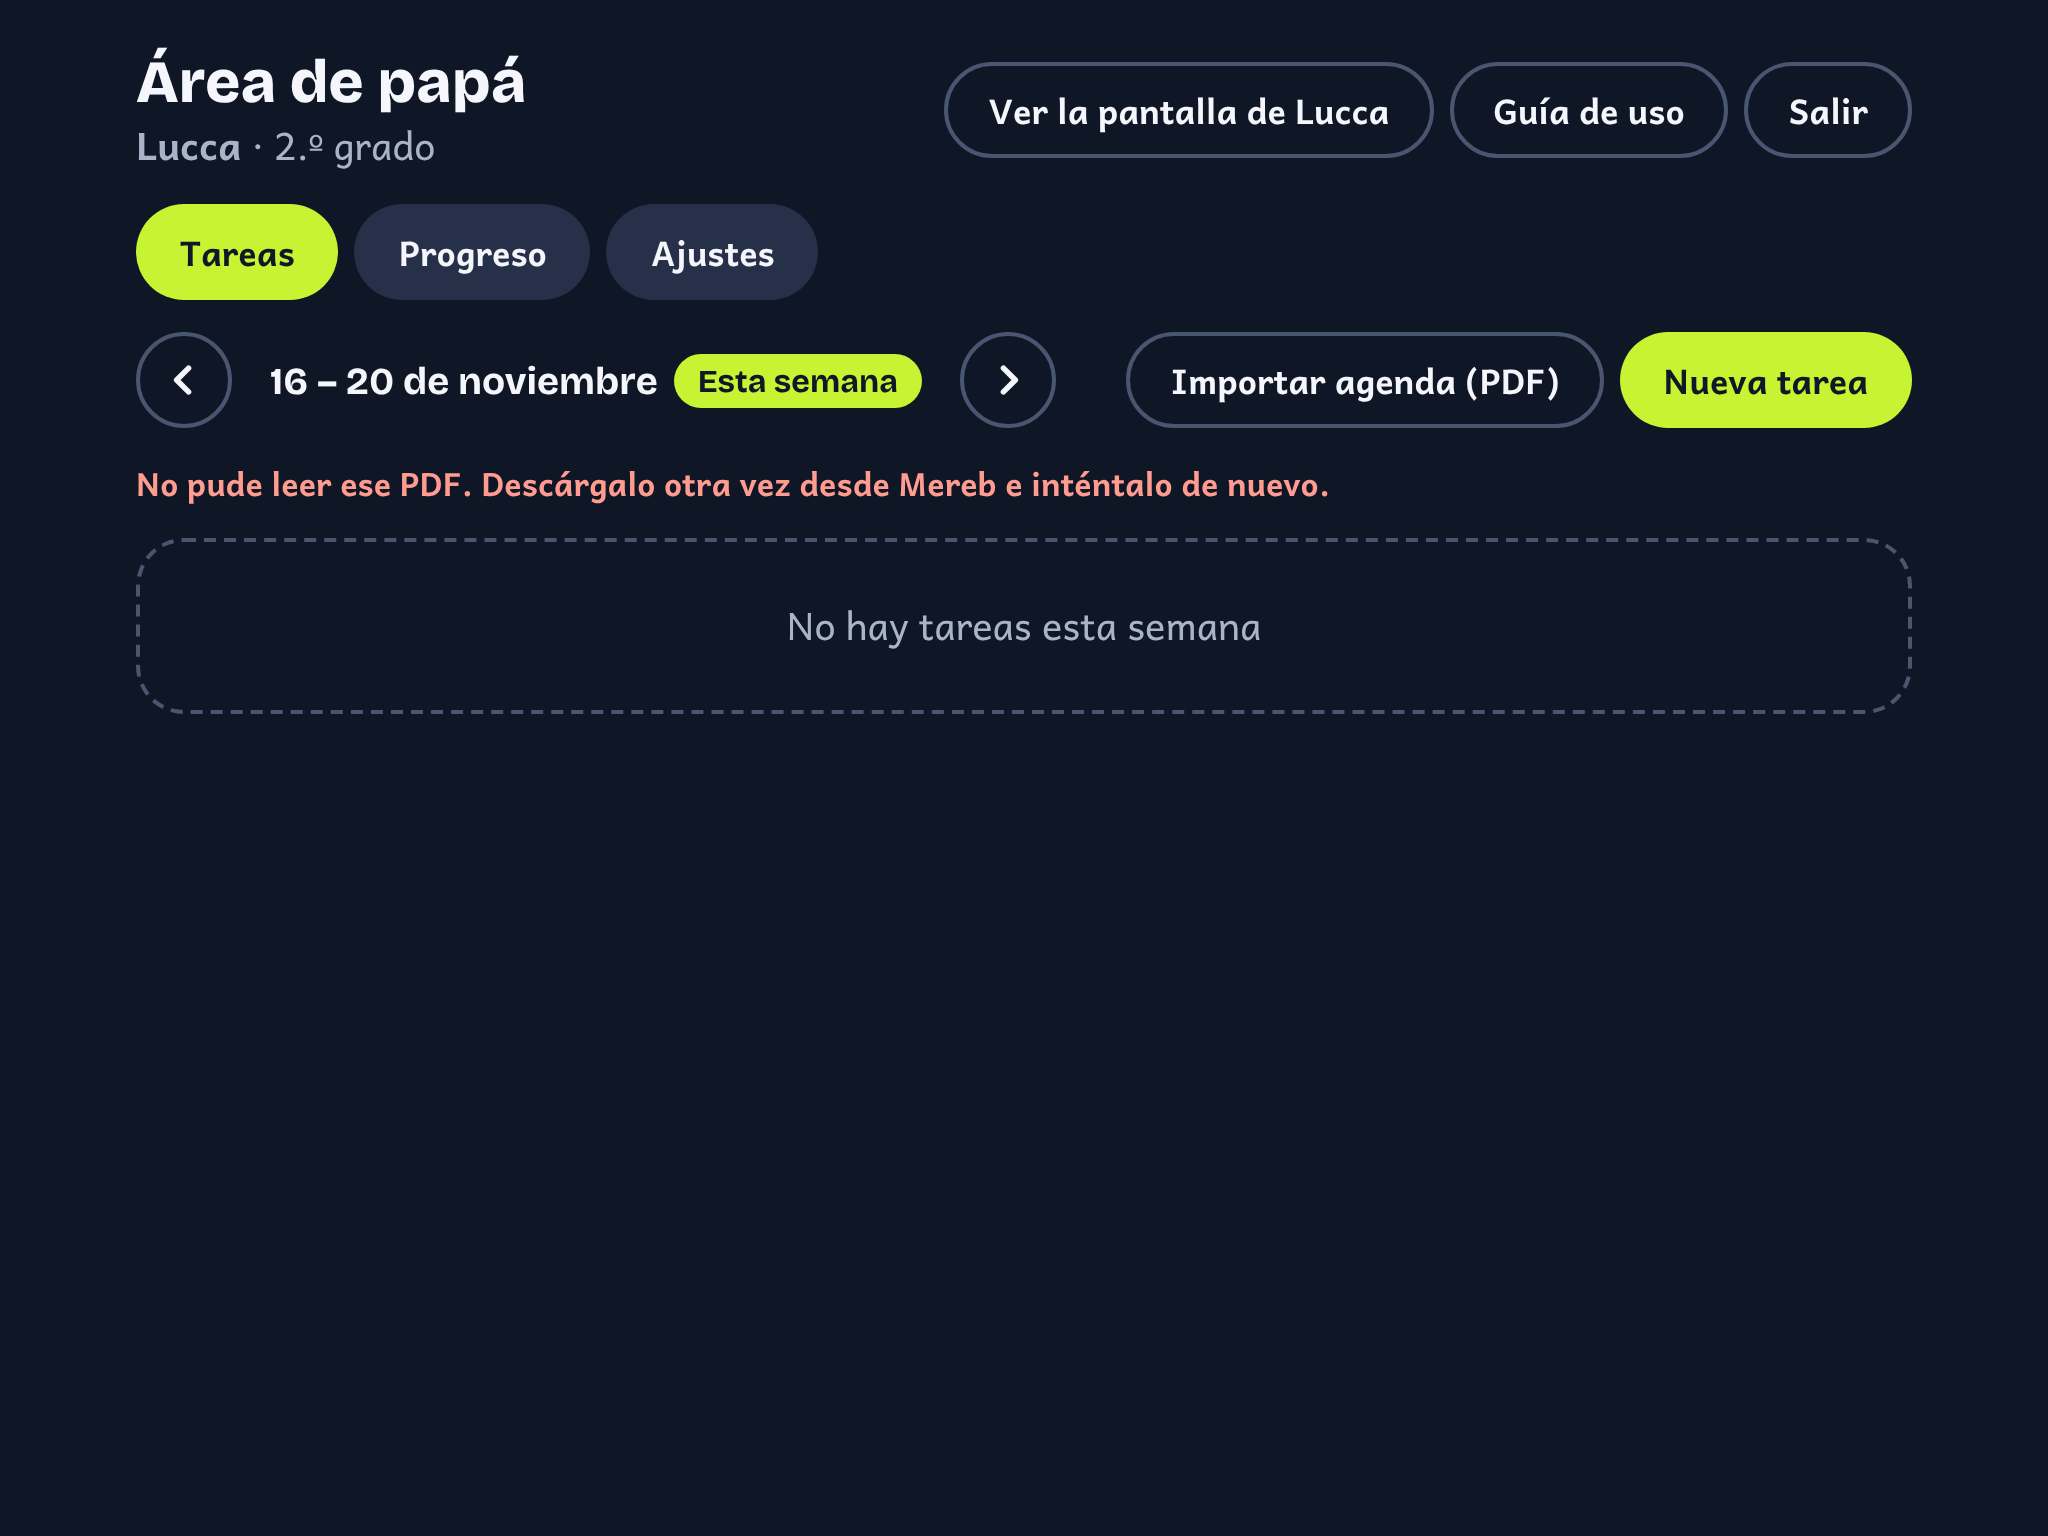 Área de papá
Lucca · 2.º grado
Ver la pantalla de Lucca
Guía de uso
Salir
Tareas
Progreso
Ajustes
16 – 20 de noviembre
Esta semana
Importar agenda (PDF)
Nueva tarea
No pude leer ese PDF. Descárgalo otra vez desde Mereb e inténtalo de nuevo.
No hay tareas esta semana